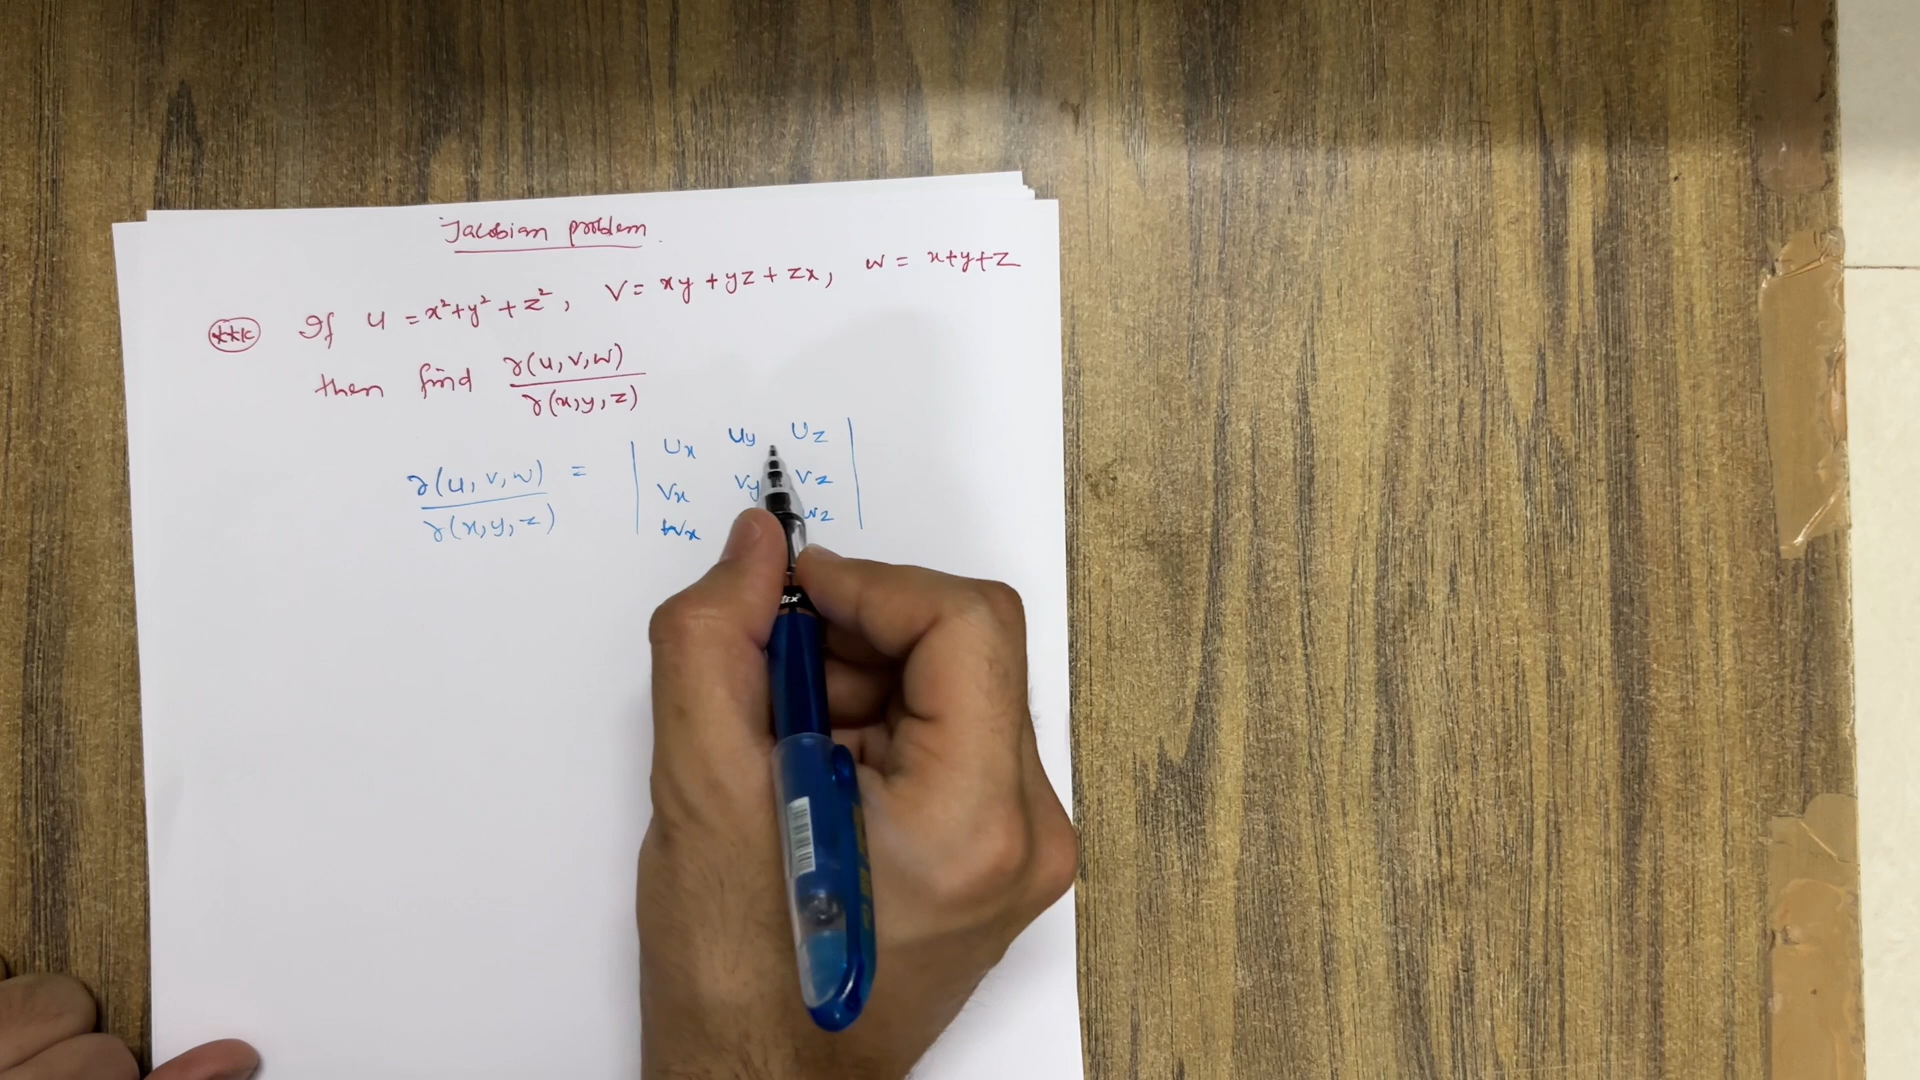 Jacobian problem.
*** If u = x² + y² + z², v = xy + yz + zx, w = x+y+z
then find ∂(u,v,w)/∂(x,y,z)
∂(u,v,w)/∂(x,y,z) = | ux uy uz
vx vy vz
wx wz |